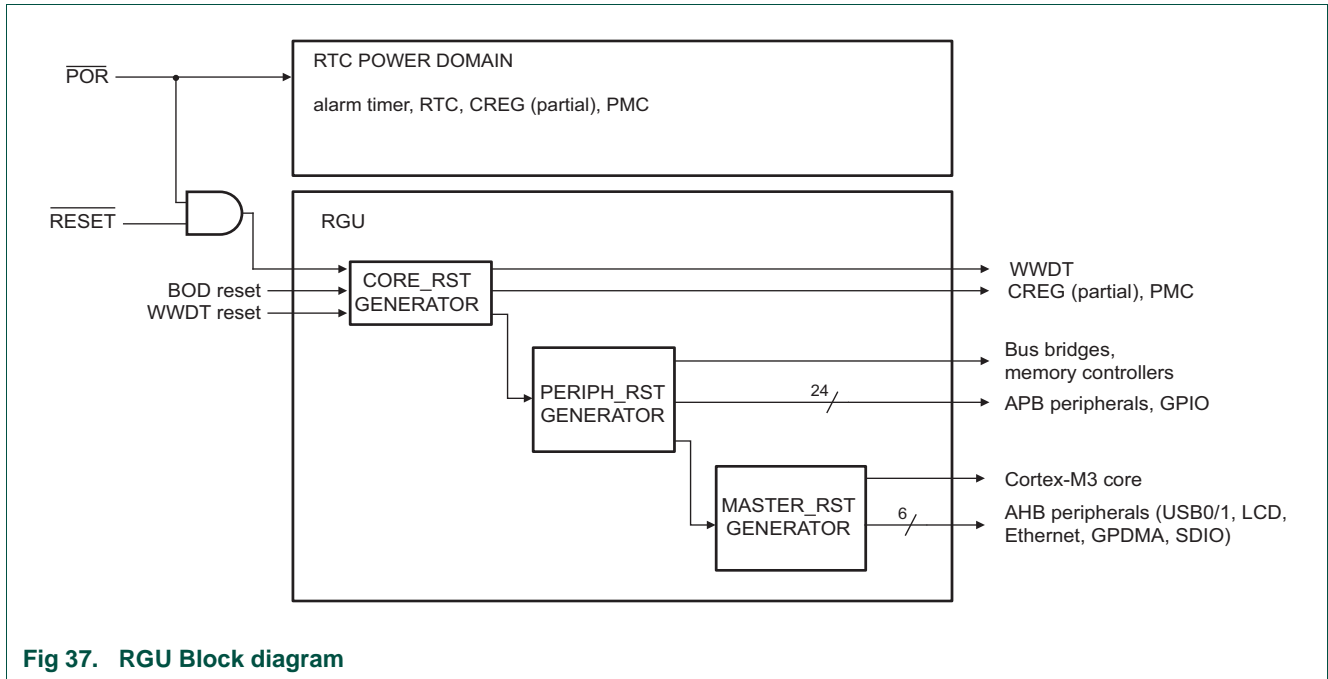 POR
RTC POWER DOMAIN
alarm timer, RTC, CREG (partial), PMC
RESET
RGU
BOD reset
WWDT reset
CORE_RST
GENERATOR
WWDT
CREG (partial), PMC
PERIPH_RST
GENERATOR
Bus bridges,
memory controllers
24
APB peripherals, GPIO
MASTER_RST
GENERATOR
Cortex-M3 core
6
AHB peripherals (USB0/1, LCD,
Ethernet, GPDMA, SDIO)
Fig 37. RGU Block diagram